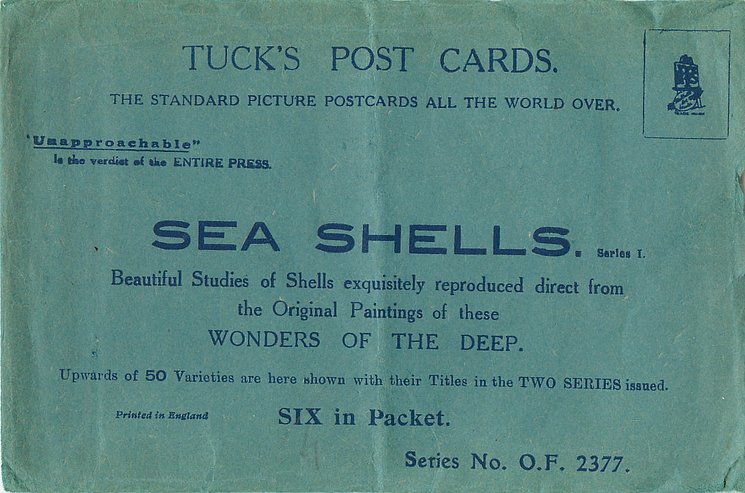 TUCK'S POST CARDS.
THE STANDARD PICTURE POSTCARDS ALL THE WORLD OVER.
TRADE MARK
"Unapproachable"
Is the verdict of the ENTIRE PRESS.
SEA SHELLS. Series I.
Beautiful Studies of Shells exquisitely reproduced direct from
the Original Paintings of these
WONDERS OF THE DEEP.
Upwards of 50 Varieties are here shown with their Titles in the TWO SERIES issued.
Printed in England
SIX in Packet.
Series No. O.F. 2377.